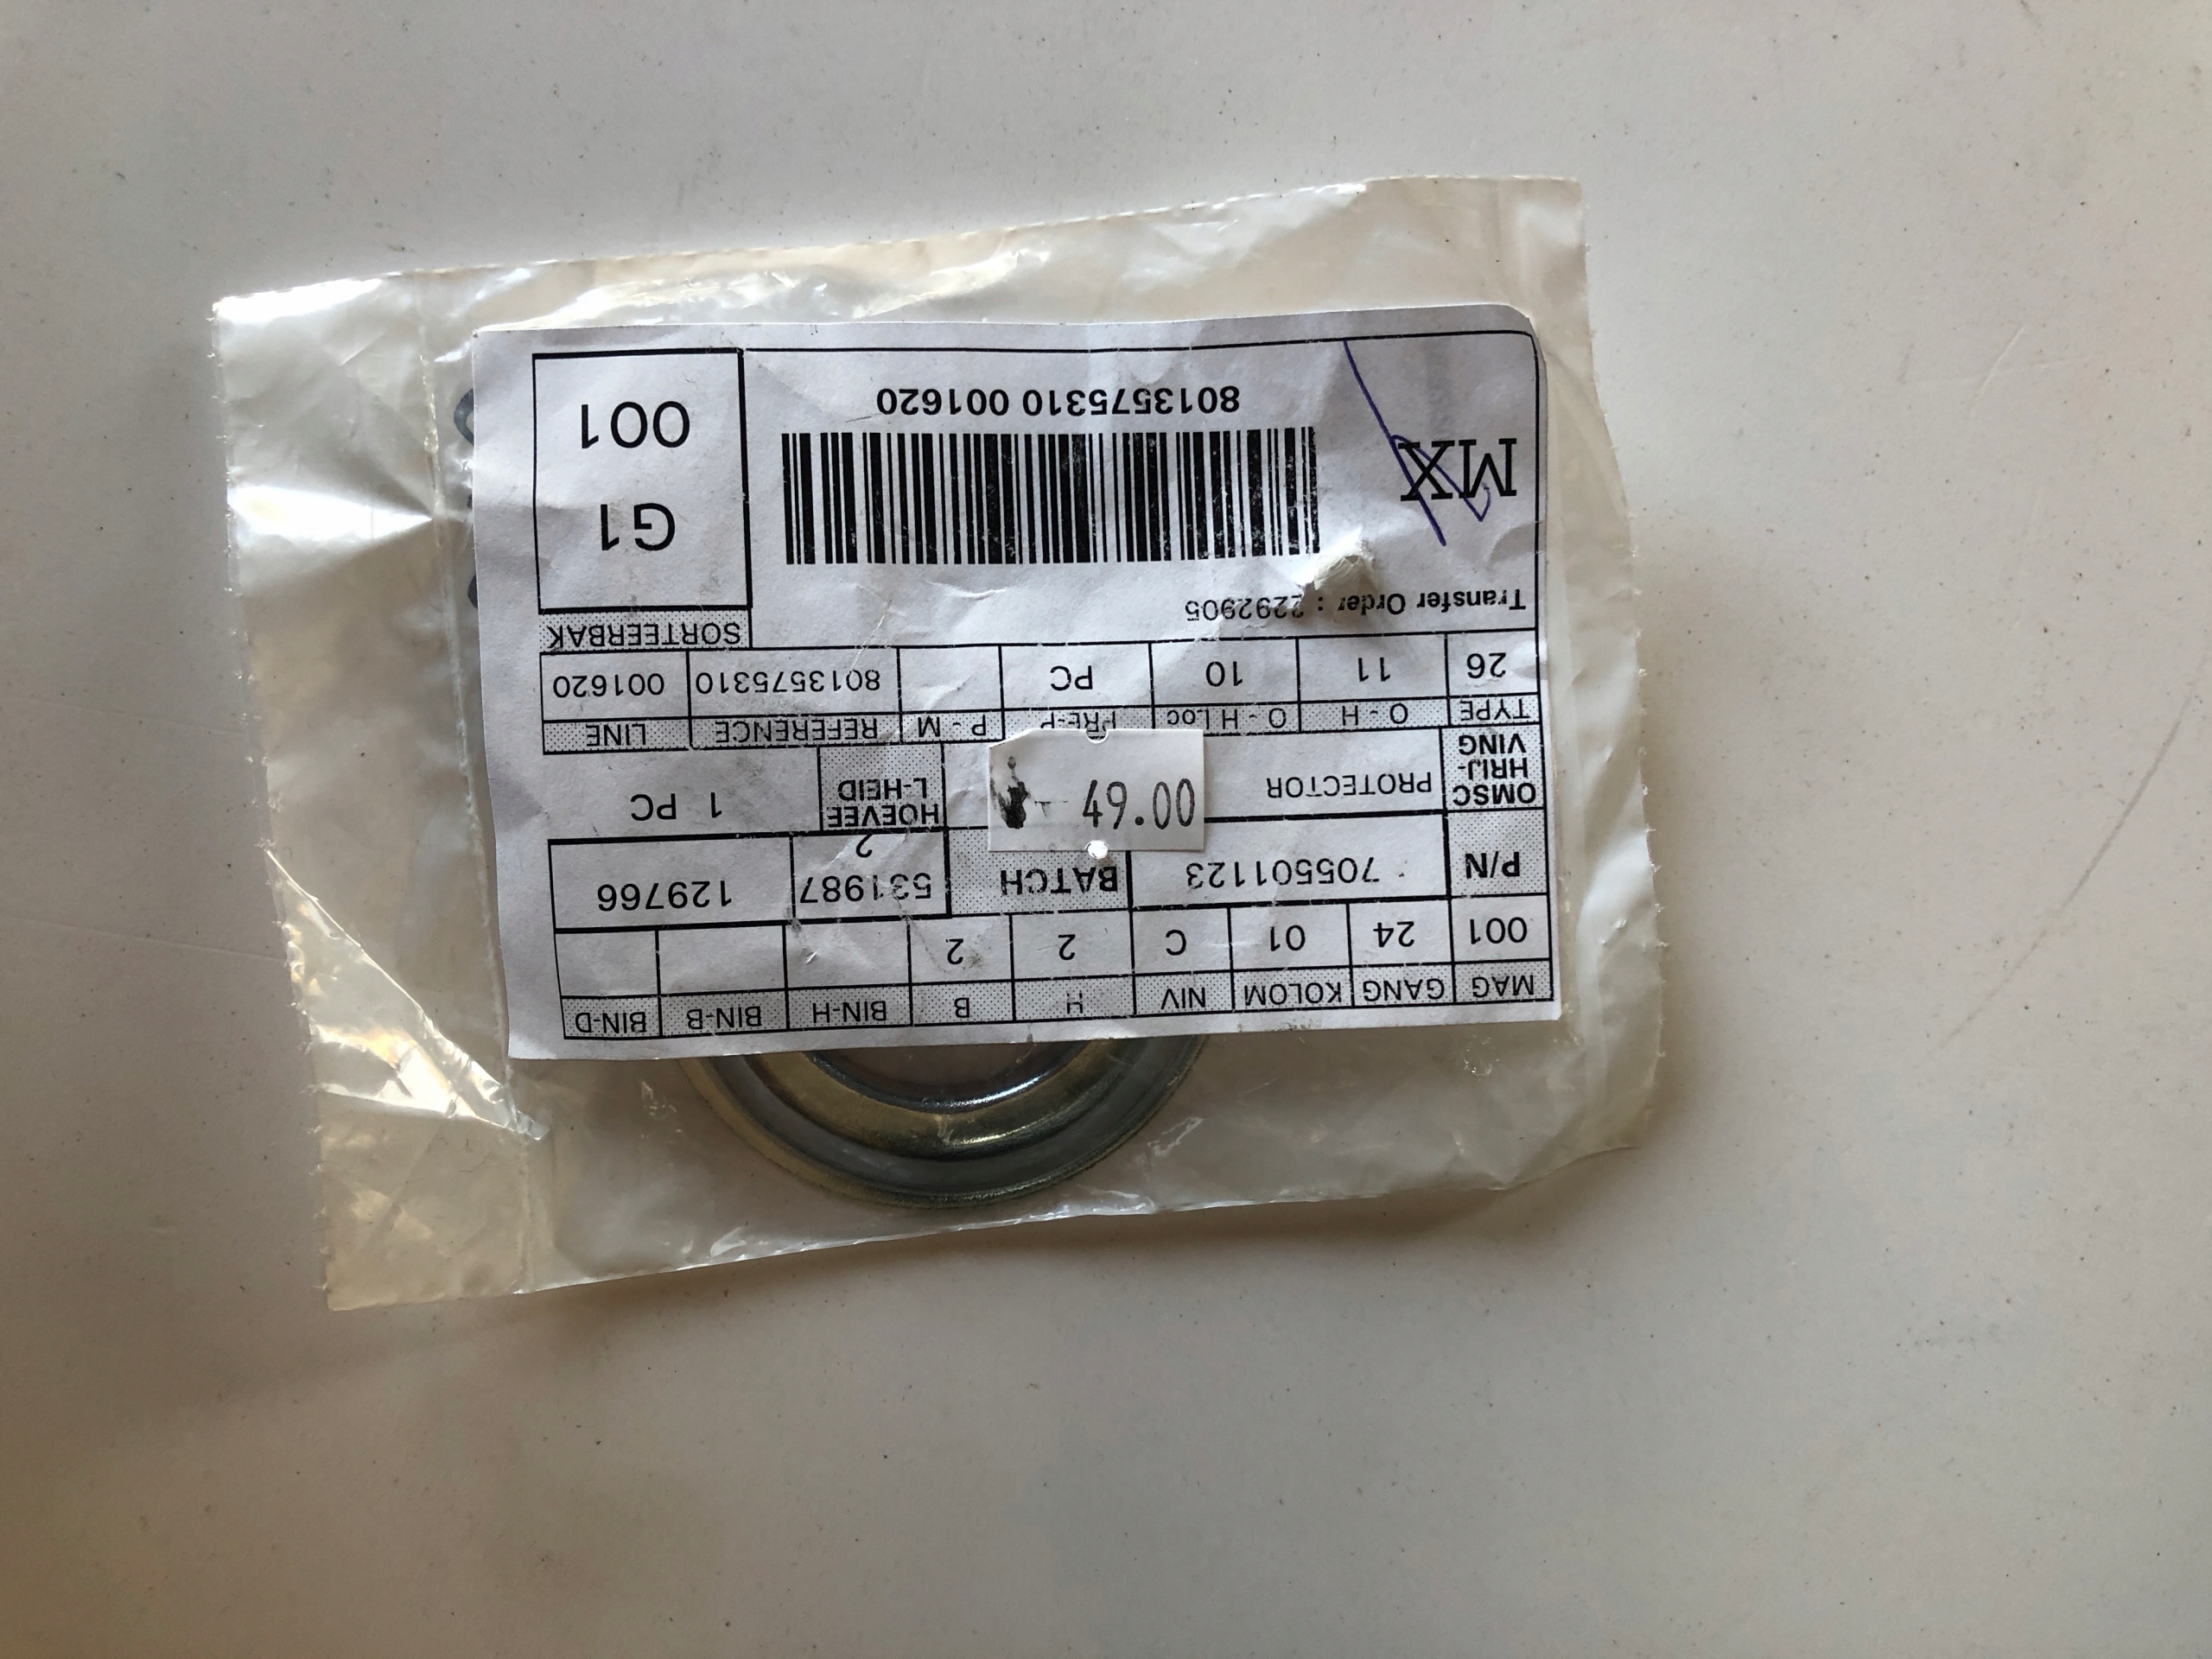 MAG GANG KOLOM NIV H B BIN-H BIN-B BIN-D
001 24 01 C 2 2
P/N 705501123 BATCH 531987 129766
2
OMSC
HRIJ-
VING
PROTECTOR
HOEVEE
L-HEID
1 PC
49.00
TYPE O - H O - H Loc PRE-P P - M REFERENCE LINE
26 11 10 PC 8013575310 001620
SORTEERBAK
Transfer Order : 2292905
G1
MX
001
8013575310 001620